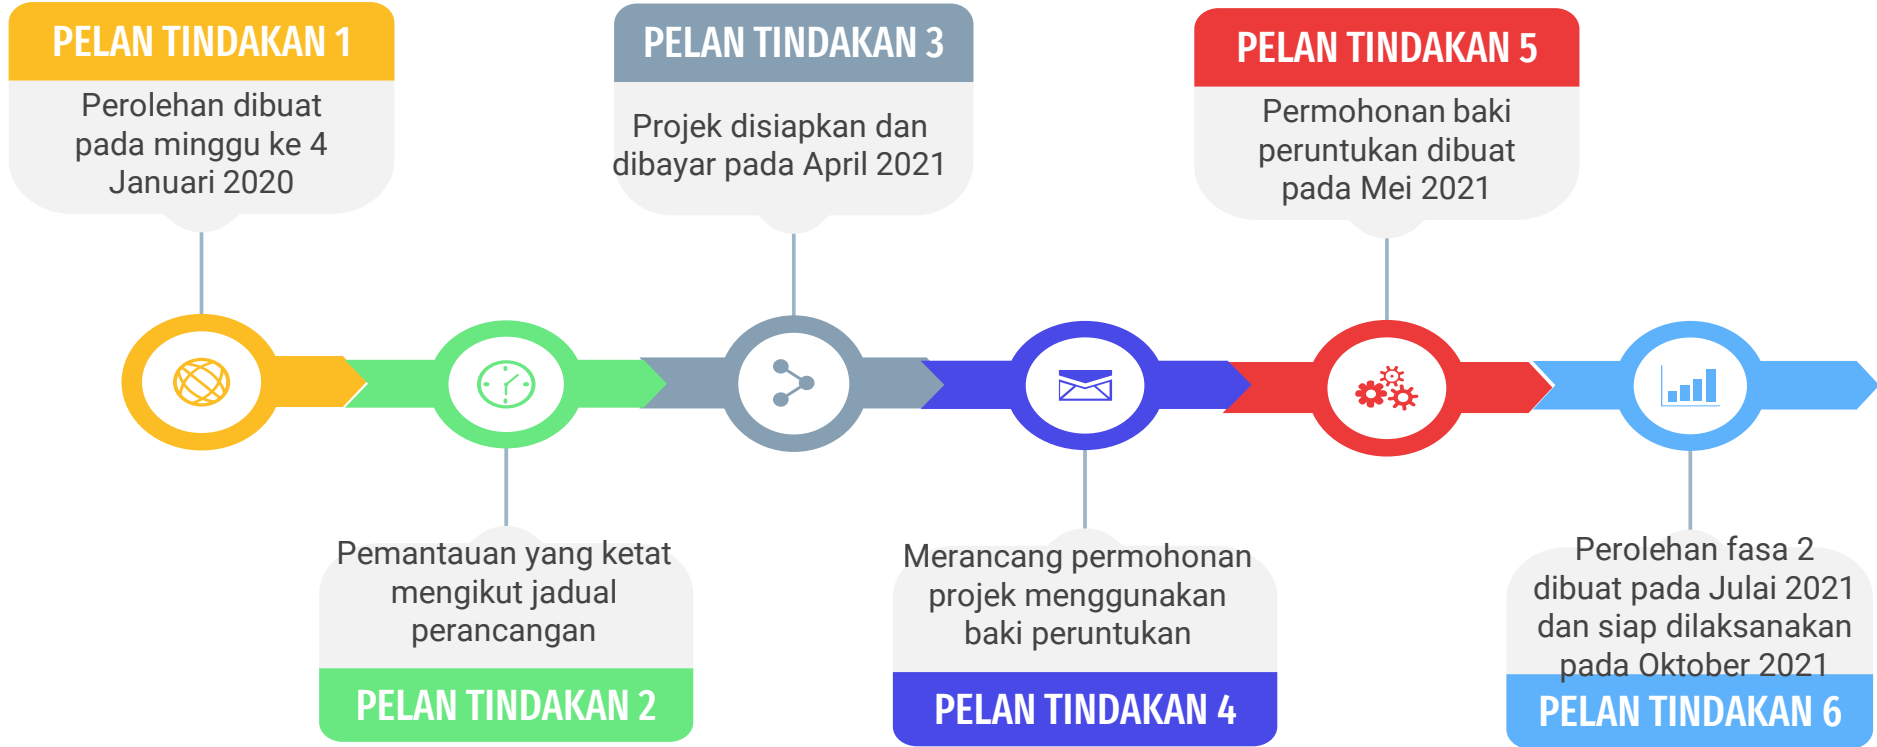 PELAN TINDAKAN 1
Perolehan dibuat
pada minggu ke 4
Januari 2020
Pemantauan yang ketat
mengikut jadual
perancangan
PELAN TINDAKAN 2
PELAN TINDAKAN 3
Projek disiapkan dan
dibayar pada April 2021
Merancang permohonan
projek menggunakan
baki peruntukan
PELAN TINDAKAN 4
PELAN TINDAKAN 5
Permohonan baki
peruntukan dibuat
pada Mei 2021
Perolehan fasa 2
dibuat pada Julai 2021
dan siap dilaksanakan
pada Oktober 2021
PELAN TINDAKAN 6